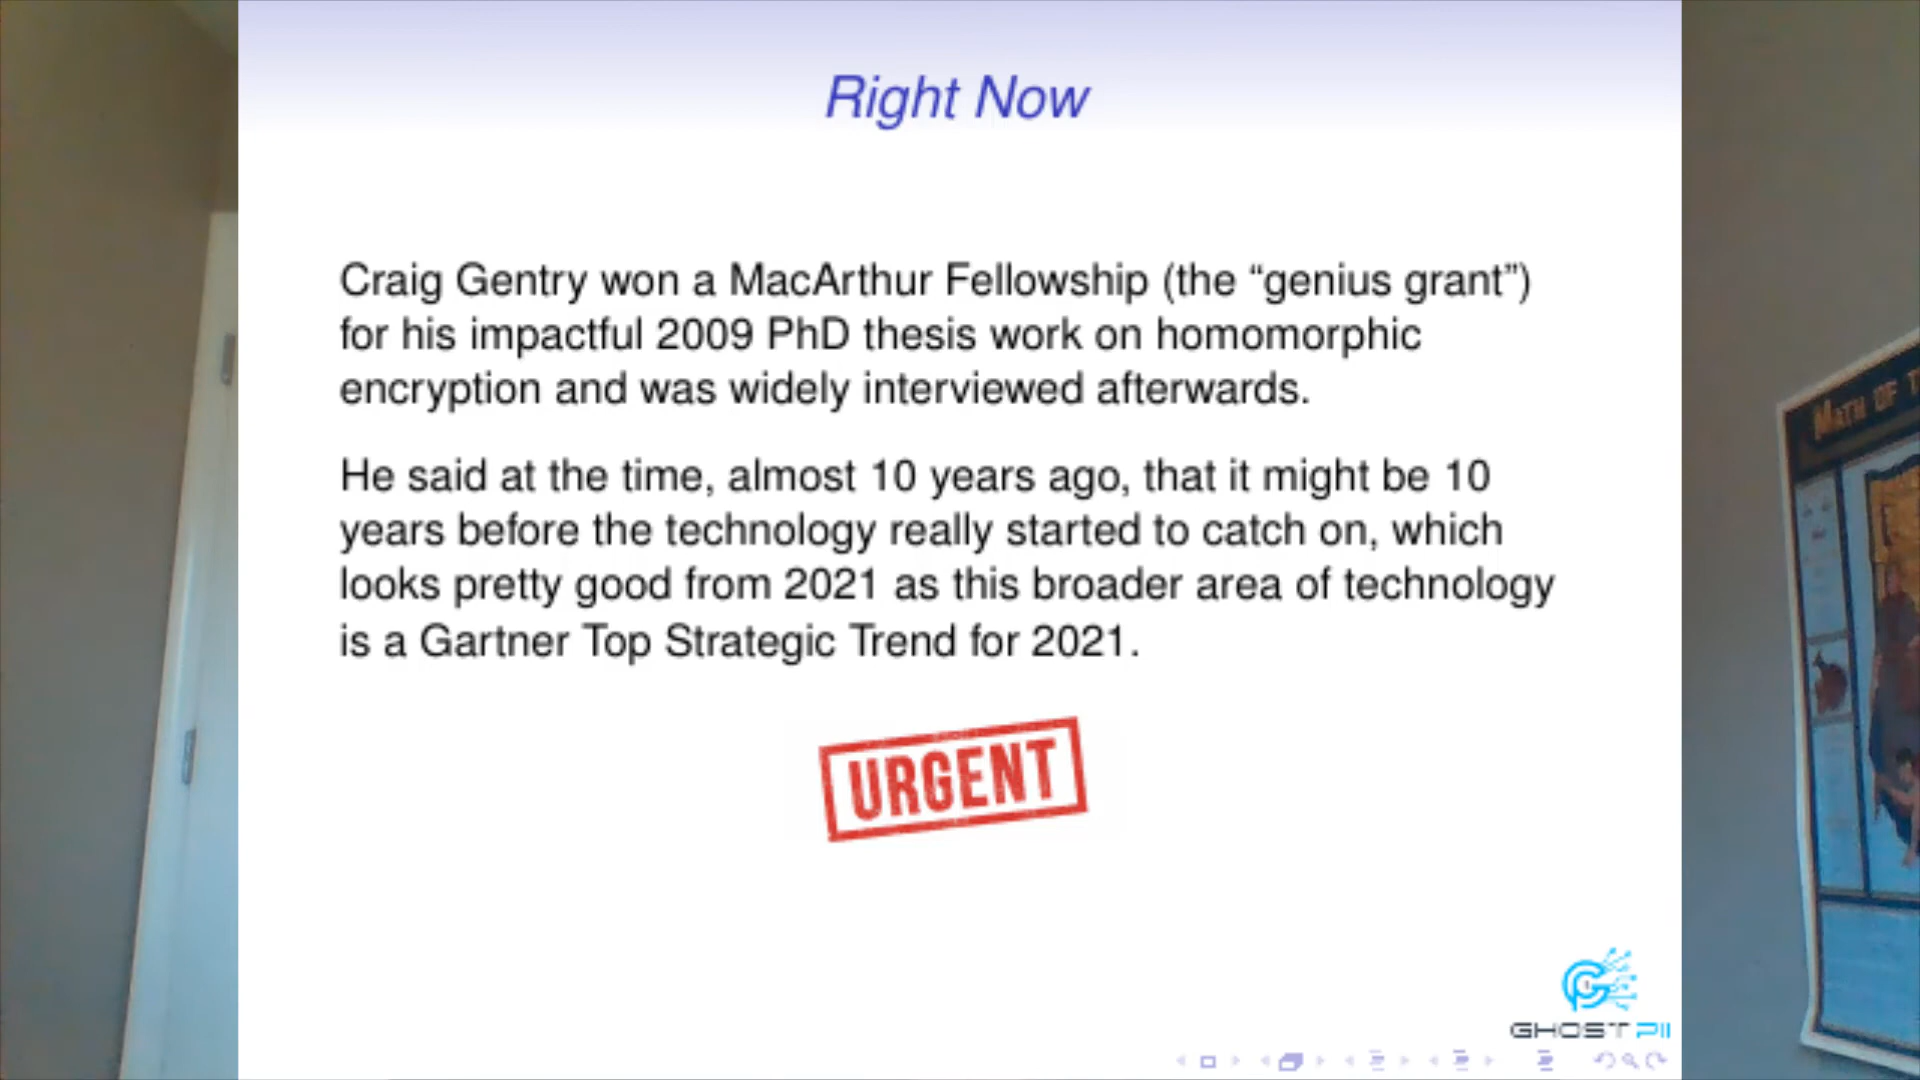 Right Now
Craig Gentry won a MacArthur Fellowship (the “genius grant”)
for his impactful 2009 PhD thesis work on homomorphic
encryption and was widely interviewed afterwards.
He said at the time, almost 10 years ago, that it might be 10
years before the technology really started to catch on, which
looks pretty good from 2021 as this broader area of technology
is a Gartner Top Strategic Trend for 2021.
URGENT
GHOST PII
MATH OF